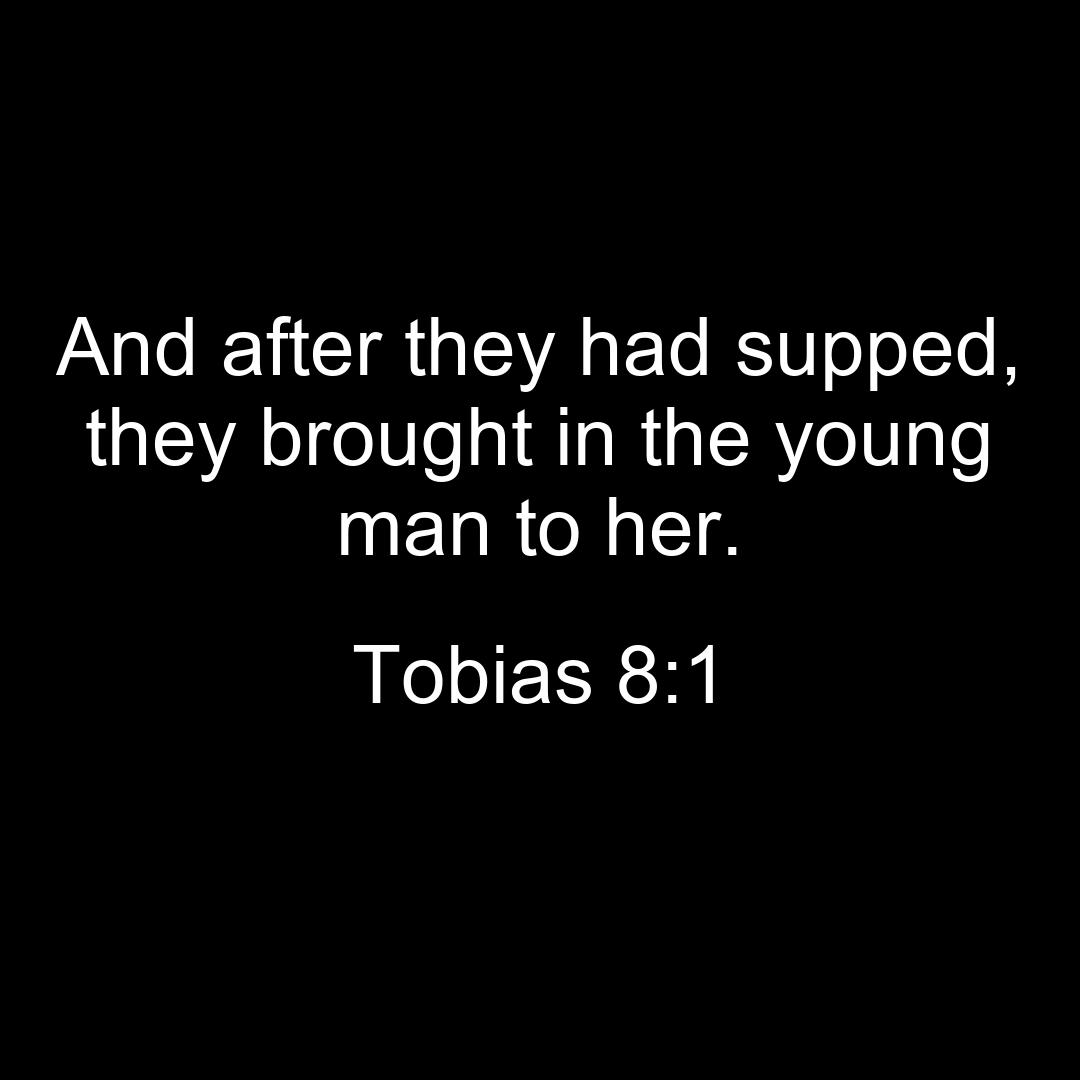 And after they had supped,
they brought in the young
man to her.
Tobias 8:1